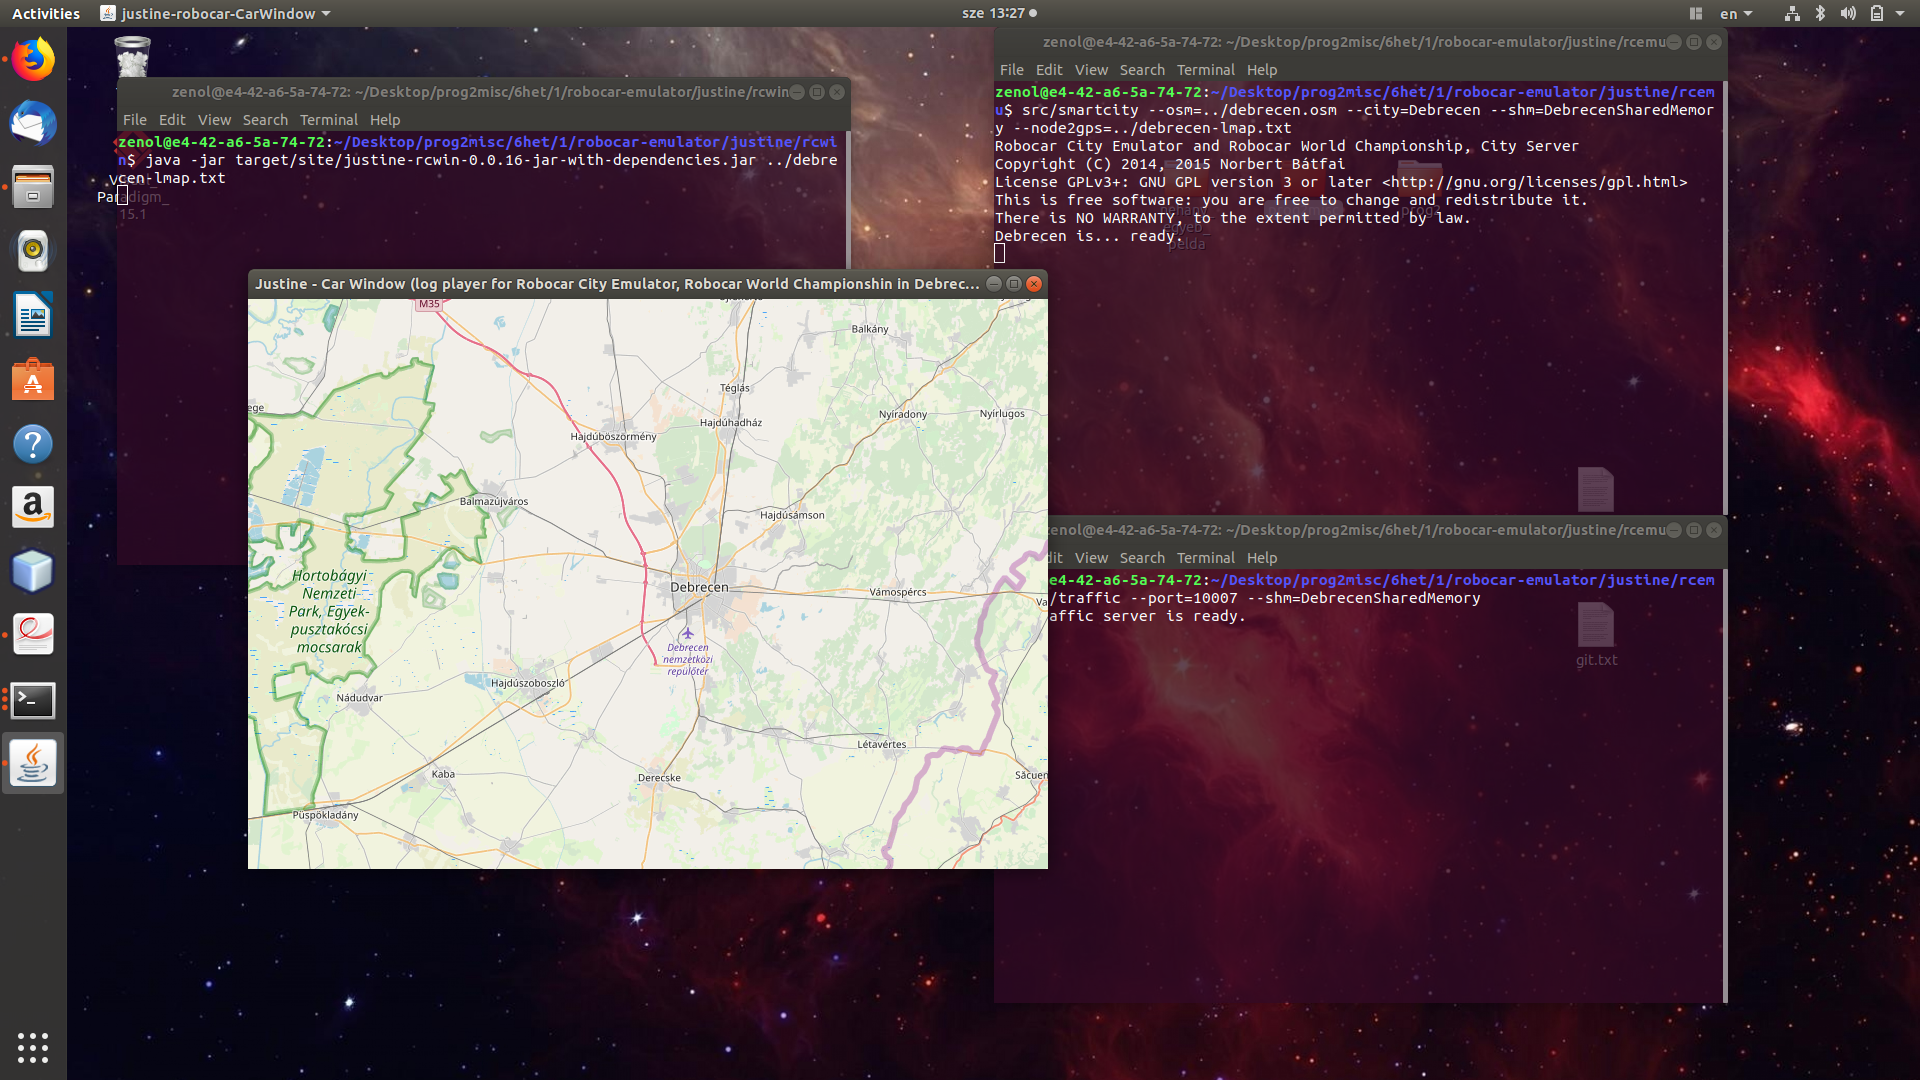 Activities
justine-robocar-CarWindow
sze 13:27
en
zenol@e4-42-a6-5a-74-72: ~/Desktop/prog2misc/6het/1/robocar-emulator/justine/rcwin
File Edit View Search Terminal Help
zenol@e4-42-a6-5a-74-72:~/Desktop/prog2misc/6het/1/robocar-emulator/justine/rcwi
n$ java -jar target/site/justine-rcwin-0.0.16-jar-with-dependencies.jar ../debre
cen-lmap.txt
Paradigm_
15.1
zenol@e4-42-a6-5a-74-72: ~/Desktop/prog2misc/6het/1/robocar-emulator/justine/rcemu
File Edit View Search Terminal Help
zenol@e4-42-a6-5a-74-72:~/Desktop/prog2misc/6het/1/robocar-emulator/justine/rcem
u$ src/smartcity --osm=../debrecen.osm --city=Debrecen --shm=DebrecenSharedMemor
y --node2gps=../debrecen-lmap.txt
Robocar City Emulator and Robocar World Championship, City Server
Copyright (C) 2014, 2015 Norbert Bátfai
License GPLv3+: GNU GPL version 3 or later <http://gnu.org/licenses/gpl.html>
This is free software: you are free to change and redistribute it.
There is NO WARRANTY, to the extent permitted by law.
Debrecen is... ready.
prog2
egyeb_
pelda
Justine - Car Window (log player for Robocar City Emulator, Robocar World Championshin in Debrec...
M35
Balkány
Téglás
ege
Nyíradony
Nyírlugos
Hajdúhadház
Hajdúböszörmény
Balmazújváros
Hajdúsámson
Hortobágyi
Nemzeti
Park, Egyek-
pusztakócsi
mocsarak
Debrecen
Vámospércs
Va
Debrecen
nemzetközi
repülőtér
Hajdúszoboszló
Nádudvar
Létavértes
Kaba
Derecske
Săcuen
Püspökladány
zenol@e4-42-a6-5a-74-72: ~/Desktop/prog2misc/6het/1/robocar-emulator/justine/rcemu
dit View Search Terminal Help
e4-42-a6-5a-74-72:~/Desktop/prog2misc/6het/1/robocar-emulator/justine/rcem
/traffic --port=10007 --shm=DebrecenSharedMemory
affic server is ready.
git.txt